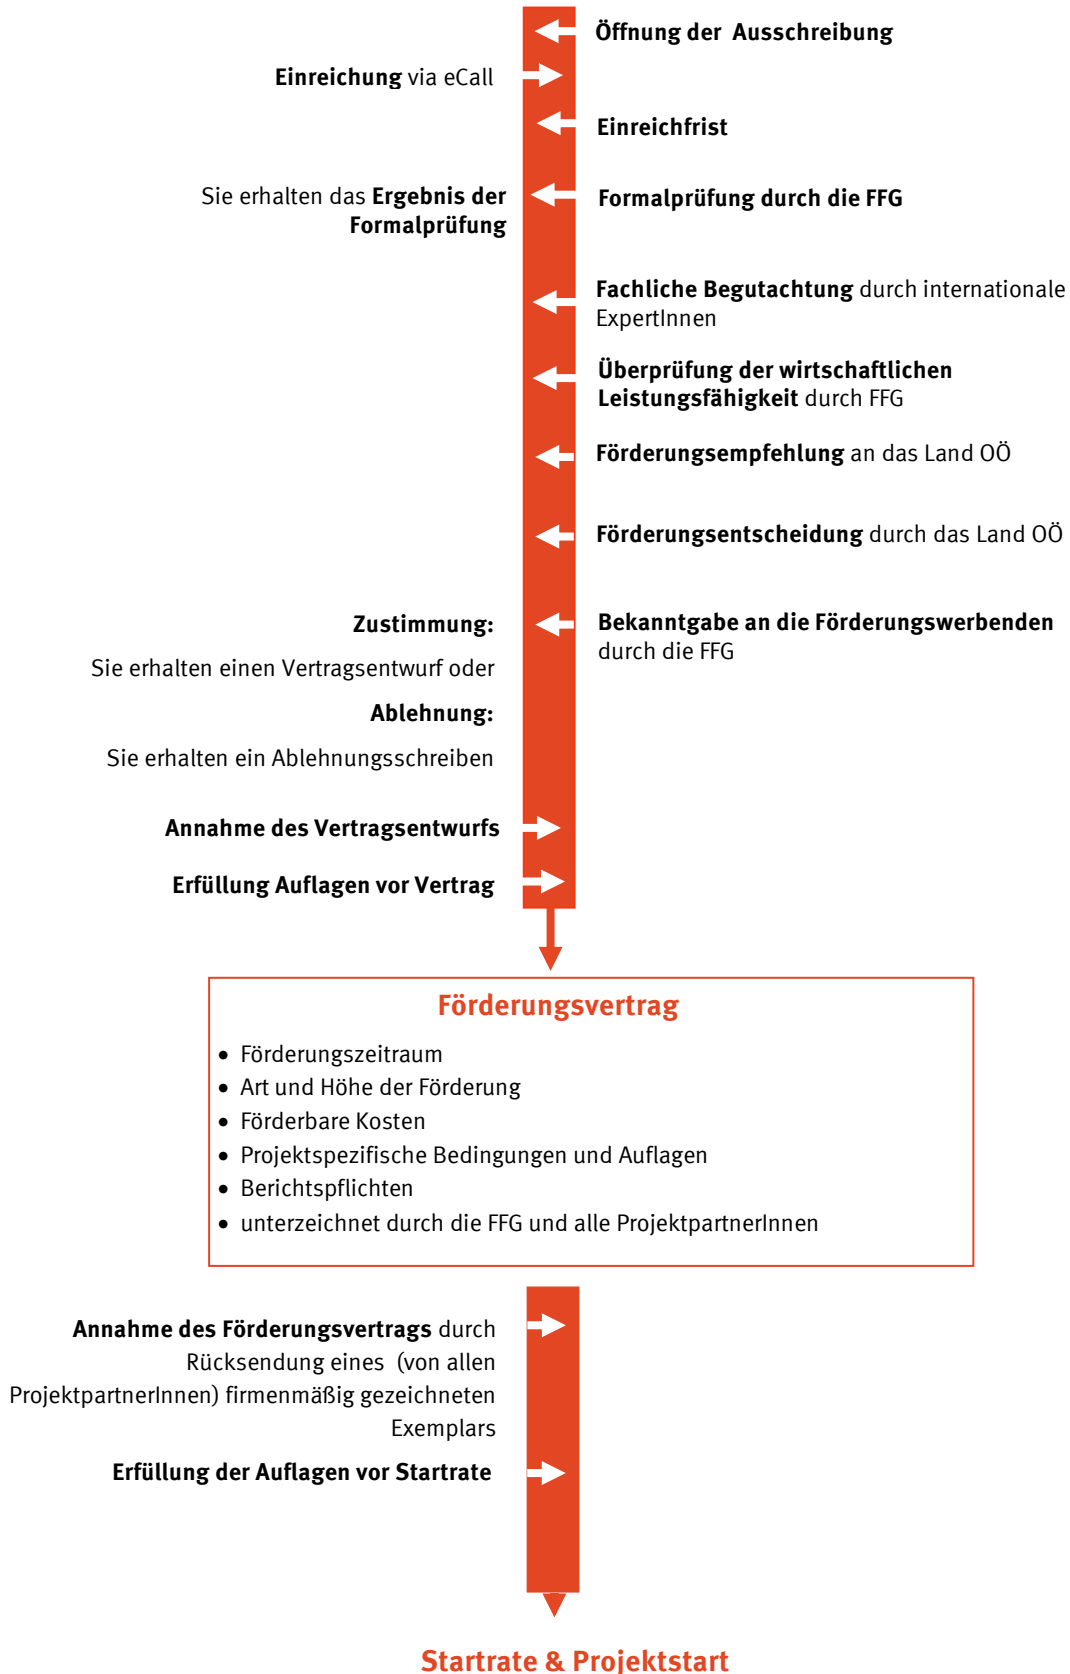 Öffnung der Ausschreibung
Einreichung via eCall
Einreichfrist
Sie erhalten das Ergebnis der
Formalprüfung
Formalprüfung durch die FFG
Fachliche Begutachtung durch internationale
ExpertInnen
Überprüfung der wirtschaftlichen
Leistungsfähigkeit durch FFG
Förderungsempfehlung an das Land OÖ
Förderungsentscheidung durch das Land OÖ
Bekanntgabe an die Förderungswerbenden
durch die FFG
Zustimmung:
Sie erhalten einen Vertragsentwurf oder
Ablehnung:
Sie erhalten ein Ablehnungsschreiben
Annahme des Vertragsentwurfs
Erfüllung Auflagen vor Vertrag
Förderungsvertrag
• Förderungszeitraum
• Art und Höhe der Förderung
• Förderbare Kosten
• Projektspezifische Bedingungen und Auflagen
• Berichtspflichten
• unterzeichnet durch die FFG und alle ProjektpartnerInnen
Annahme des Förderungsvertrags durch
Rücksendung eines (von allen
ProjektpartnerInnen) firmenmäßig gezeichneten
Exemplars
Erfüllung der Auflagen vor Startrate
Startrate & Projektstart